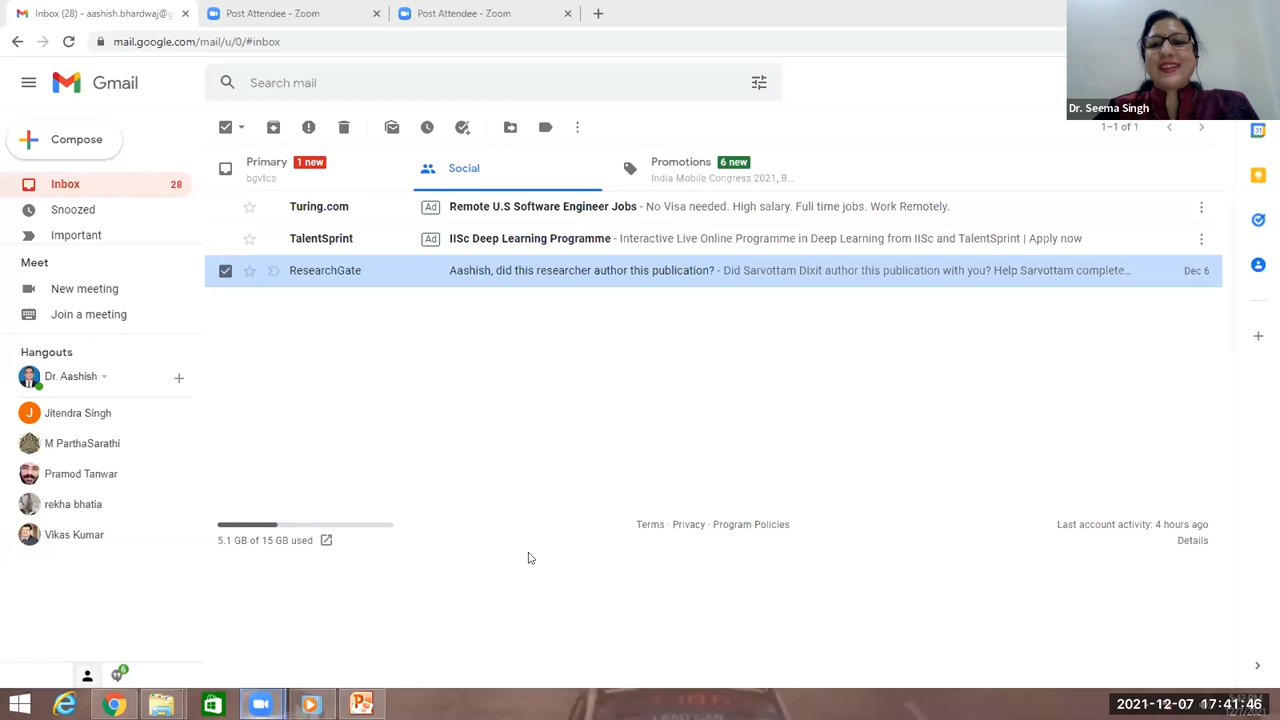 Inbox (28) - aashish.bhardwaj@g
Post Attendee - Zoom
Post Attendee - Zoom
mail.google.com/mail/u/0/#inbox
Gmail
Search mail
Dr. Seema Singh
Compose
1–1 of 1
31
Primary
1 new
bgvtcs
Social
Promotions
6 new
India Mobile Congress 2021, B...
Inbox
28
Snoozed
Important
Turing.com
Ad
Remote U.S Software Engineer Jobs - No Visa needed. High salary. Full time jobs. Work Remotely.
TalentSprint
Ad
IISc Deep Learning Programme - Interactive Live Online Programme in Deep Learning from IISc and TalentSprint | Apply now
ResearchGate
Aashish, did this researcher author this publication? - Did Sarvottam Dixit author this publication with you? Help Sarvottam complete...
Dec 6
Meet
New meeting
Join a meeting
Hangouts
Dr. Aashish
J
Jitendra Singh
M ParthaSarathi
Pramod Tanwar
rekha bhatia
Vikas Kumar
5.1 GB of 15 GB used
Terms · Privacy · Program Policies
Last account activity: 4 hours ago
Details
6
2021-12-07 17:41:46